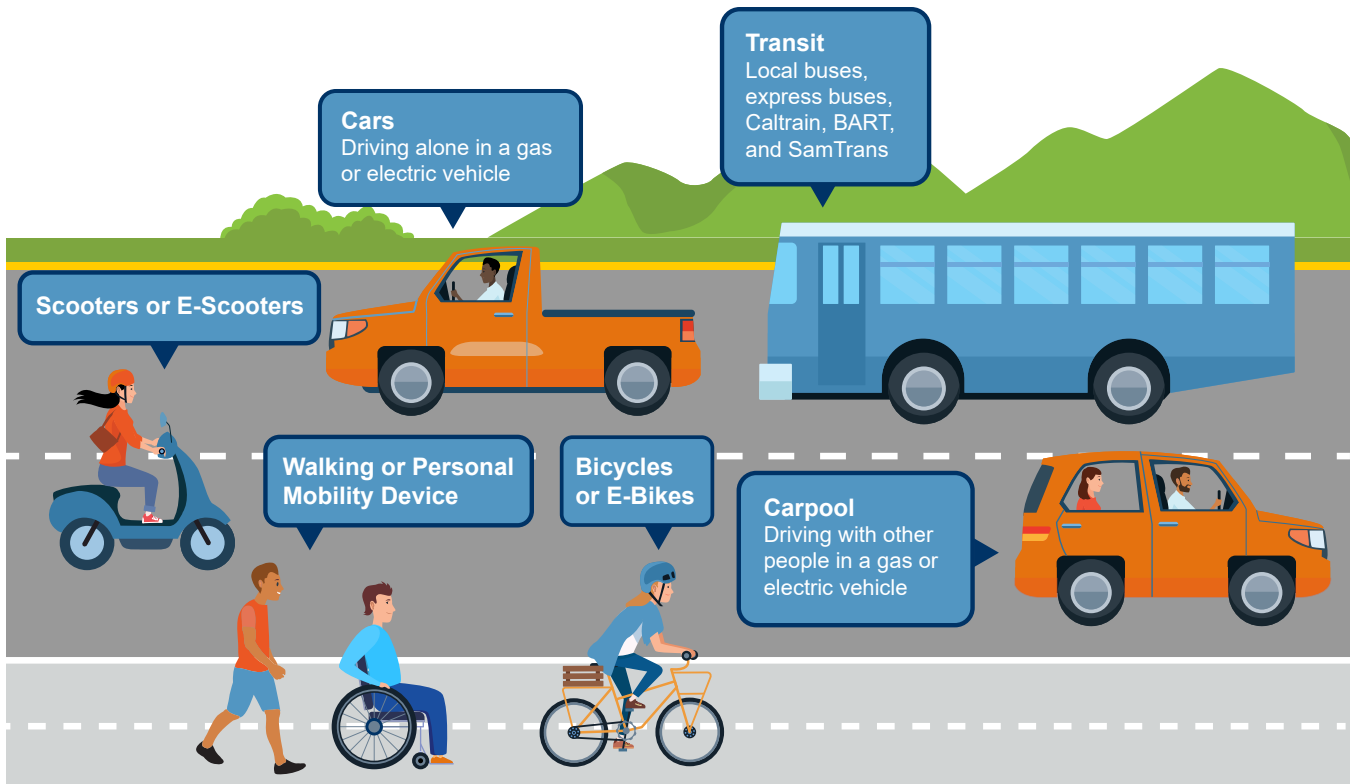 Transit
Local buses,
express buses,
Caltrain, BART,
and SamTrans
Cars
Driving alone in a gas
or electric vehicle
Scooters or E-Scooters
Walking or Personal
Mobility Device
Bicycles
or E-Bikes
Carpool
Driving with other
people in a gas or
electric vehicle